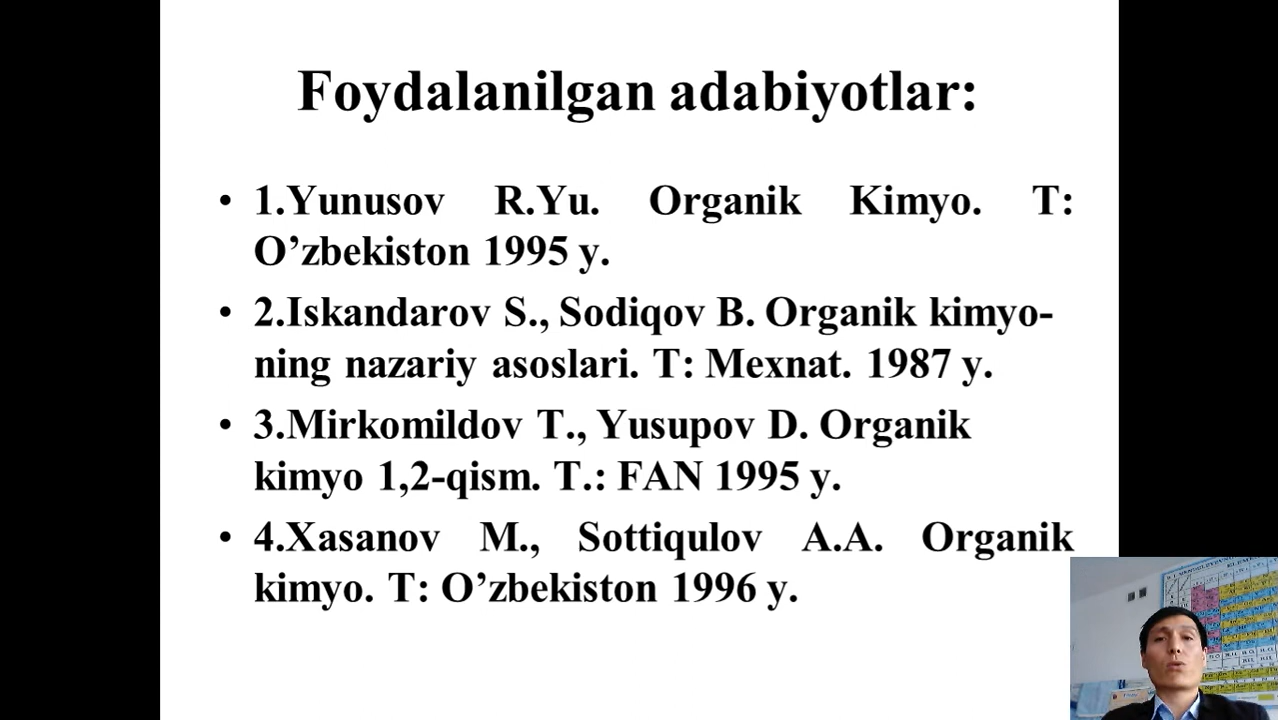 Foydalanilgan adabiyotlar:
• 1.Yunusov R.Yu. Organik Kimyo. T:
O’zbekiston 1995 y.
• 2.Iskandarov S., Sodiqov B. Organik kimyo-
ning nazariy asoslari. T: Mexnat. 1987 y.
• 3.Mirkomildov T., Yusupov D. Organik
kimyo 1,2-qism. T.: FAN 1995 y.
• 4.Xasanov M., Sottiqulov A.A. Organik
kimyo. T: O’zbekiston 1996 y.